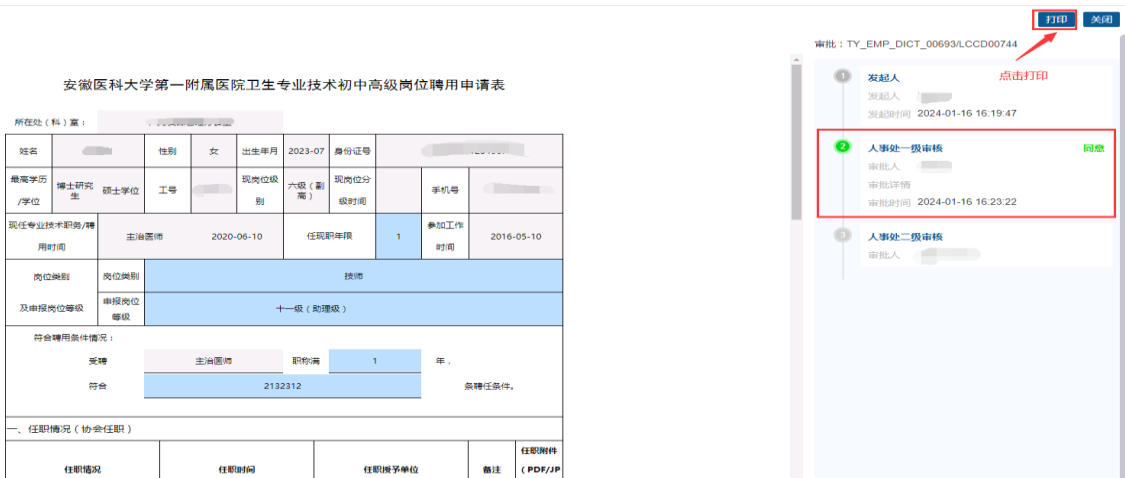 打印 关闭
审批：TY_EMP_DICT_00693/LCCD00744
点击打印
安徽医科大学第一附属医院卫生专业技术初中高级岗位聘用申请表
所在处（科）室：
姓名 性别 女 出生年月 2023-07 身份证号
最高学历/学位 博士研究生 硕士学位 工号 现岗位级别 六级（副高） 现岗位分级时间 手机号
现任专业技术职务/聘用时间 主治医师 2020-06-10 任现职年限 1 参加工作时间 2016-05-10
岗位类别及申报岗位等级 岗位类别 技师
申报岗位等级 十一级（助理级）
符合聘用条件情况：
受聘 主治医师 职称满 1 年，
符合 2132312 条聘任条件。
一、任职情况（协会任职）
任职情况 任职时间 任职授予单位 备注 任职附件（PDF/JP
1 发起人
发起人
发起时间 2024-01-16 16:19:47
2 人事处一级审核 同意
审批人
审批详情
审批时间 2024-01-16 16:23:22
3 人事处二级审核
审批人